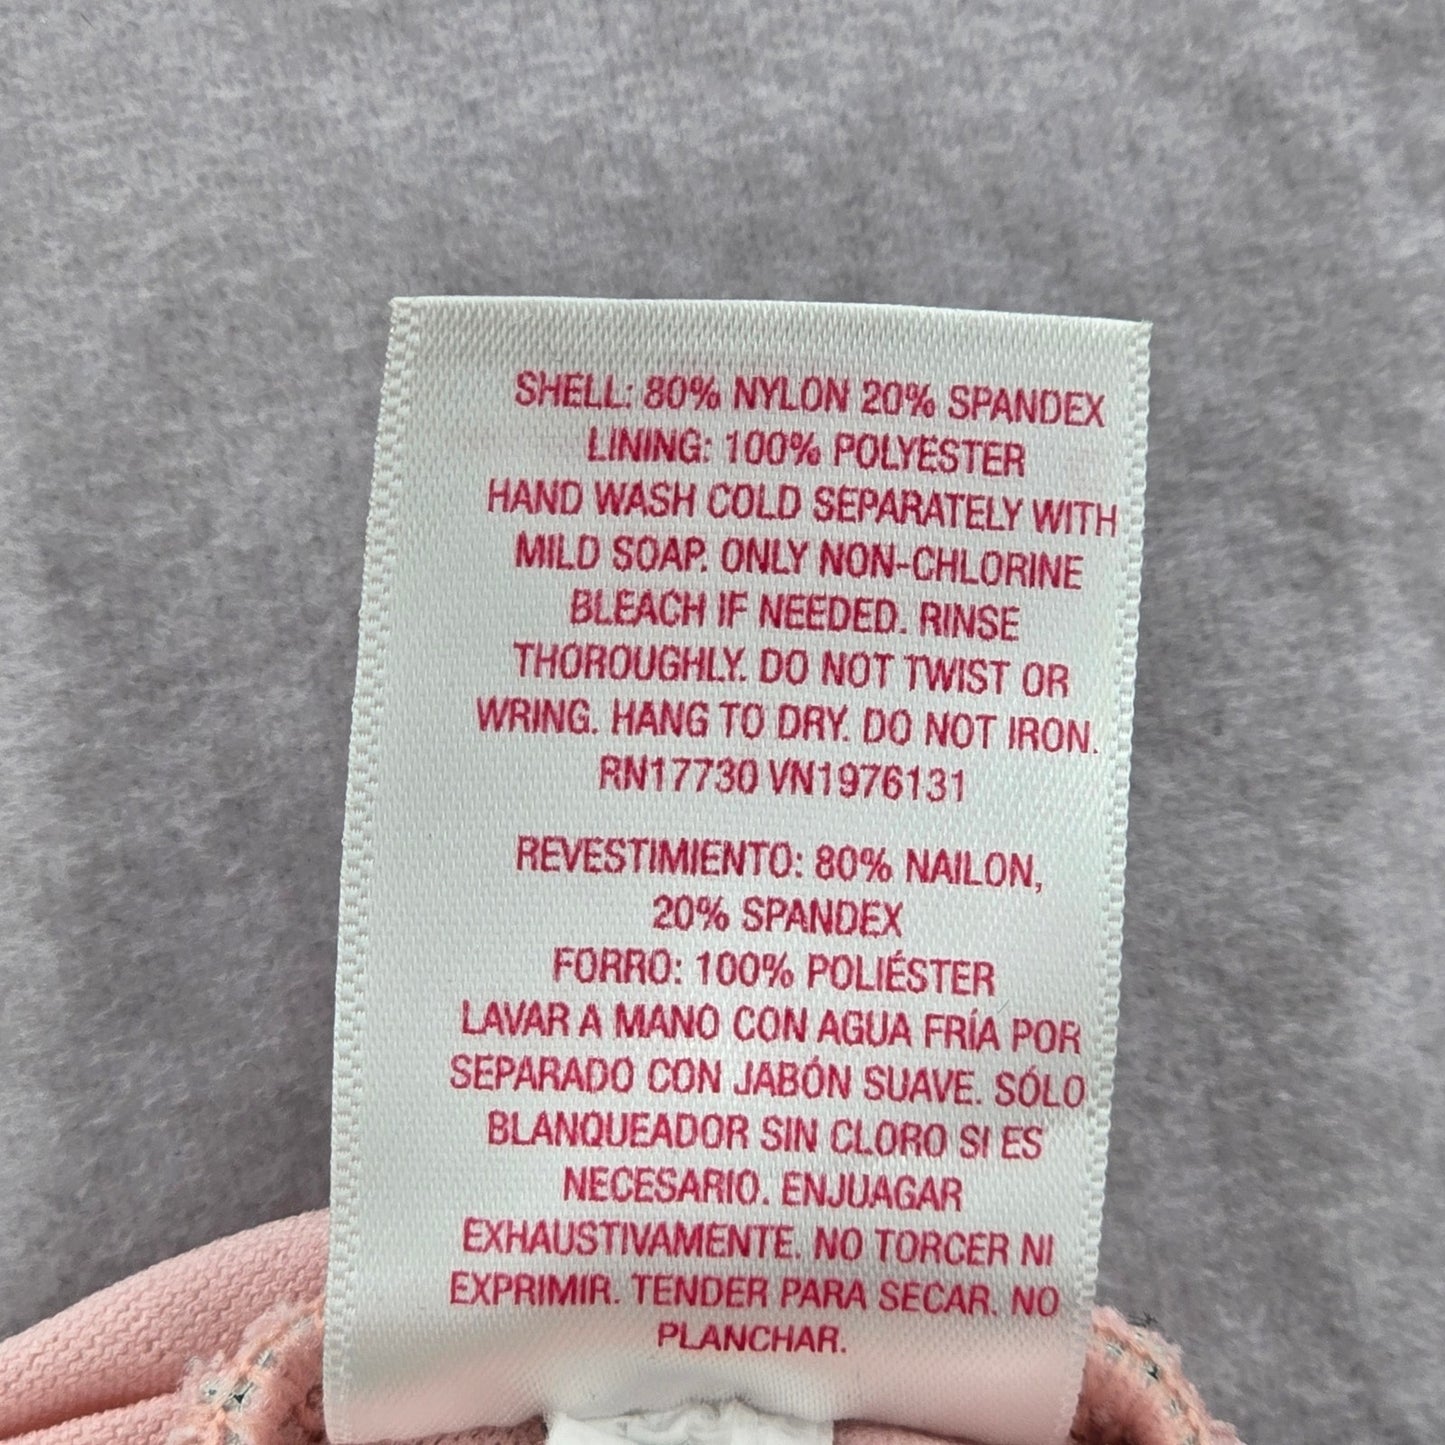 SHELL: 80% NYLON 20% SPANDEX
LINING: 100% POLYESTER
HAND WASH COLD SEPARATELY WITH
MILD SOAP. ONLY NON-CHLORINE
BLEACH IF NEEDED. RINSE
THOROUGHLY. DO NOT TWIST OR
WRING. HANG TO DRY. DO NOT IRON.
RN17730 VN1976131
REVESTIMIENTO: 80% NAILON,
20% SPANDEX
FORRO: 100% POLIÉSTER
LAVAR A MANO CON AGUA FRÍA POR
SEPARADO CON JABÓN SUAVE. SÓLO
BLANQUEADOR SIN CLORO SI ES
NECESARIO. ENJUAGAR
EXHAUSTIVAMENTE. NO TORCER NI
EXPRIMIR. TENDER PARA SECAR. NO
PLANCHAR.